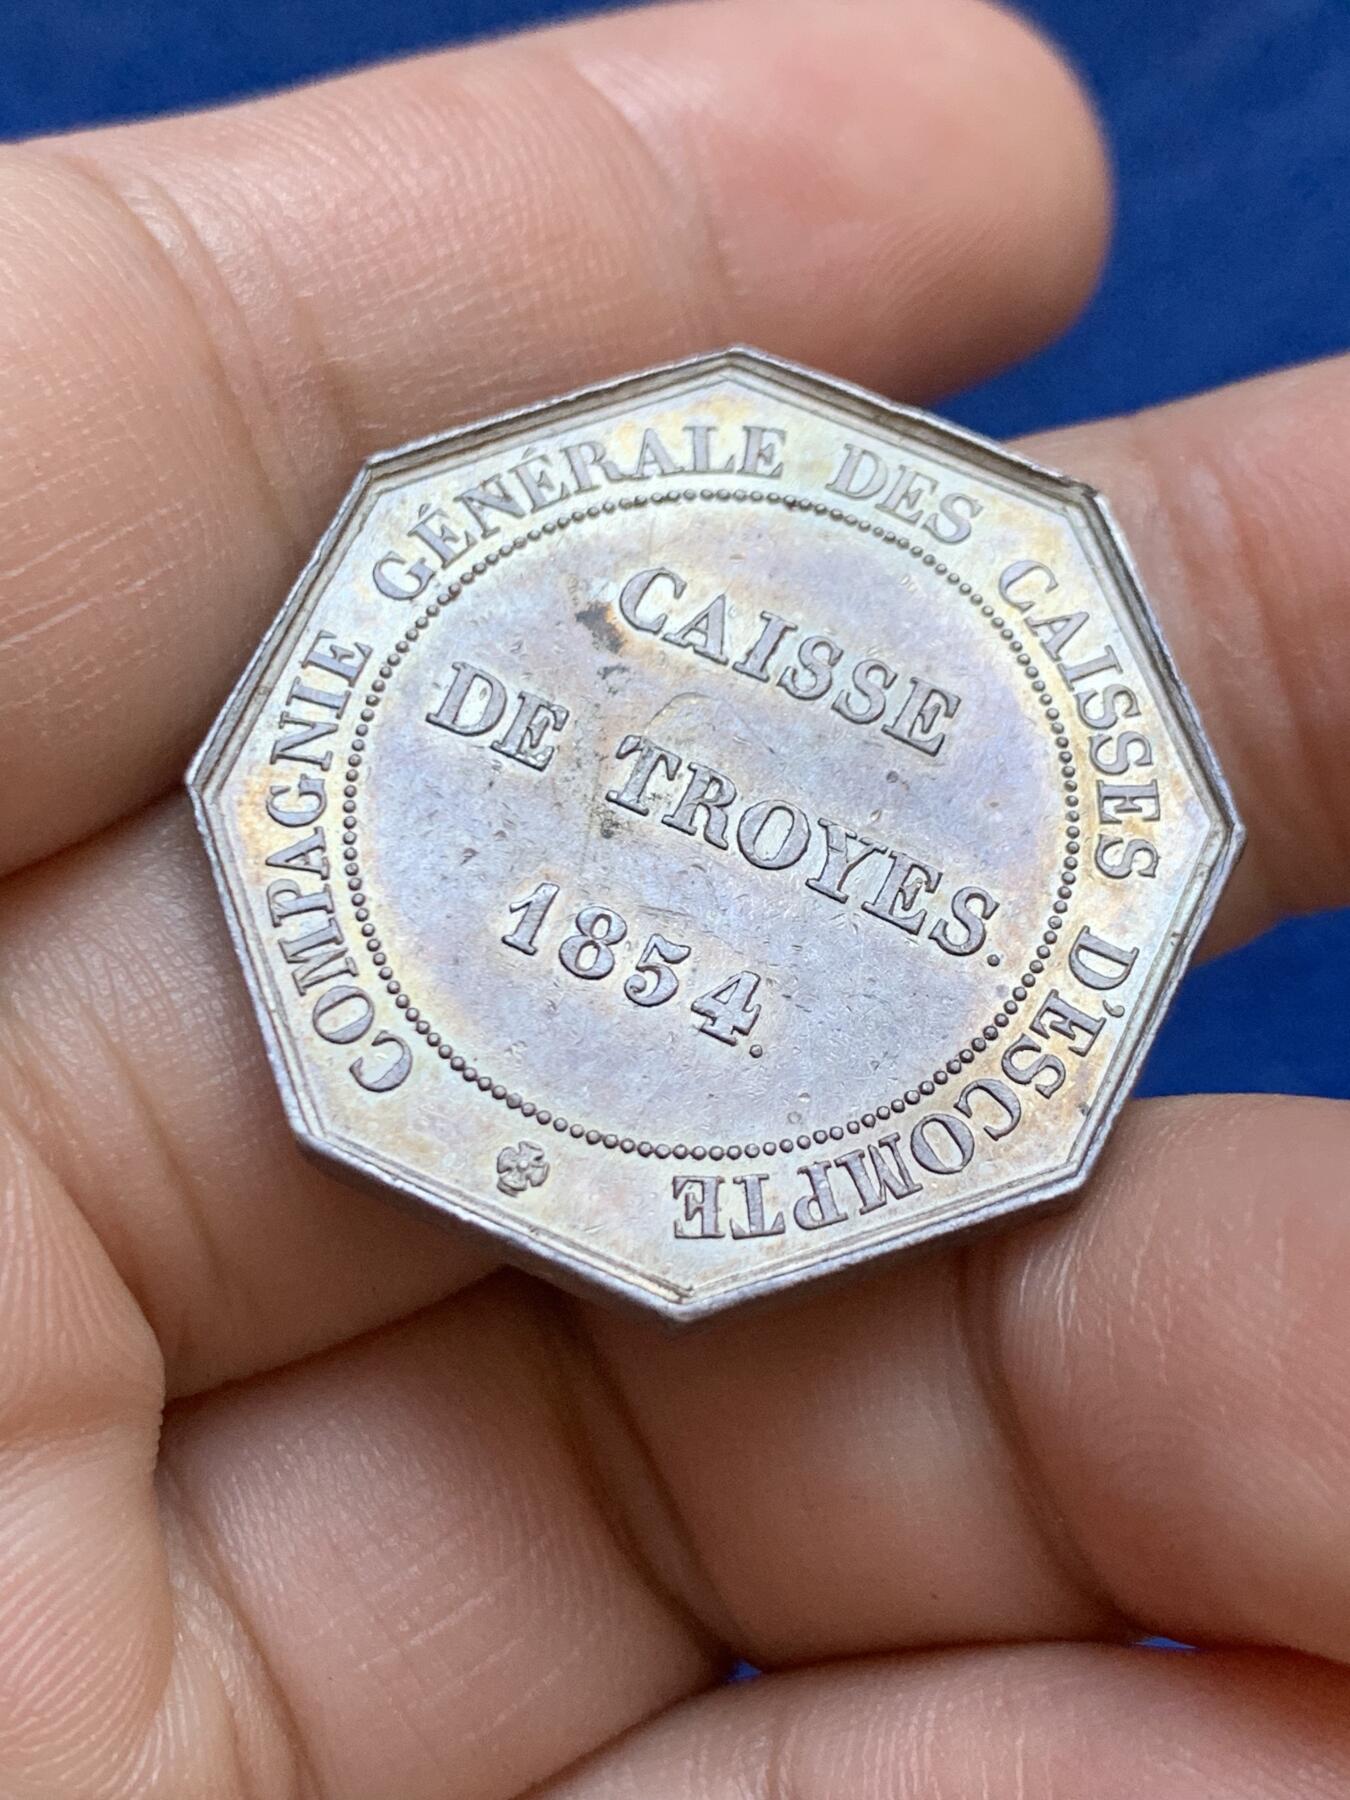 COMPAGNIE GÉNÉRALE DES CAISSES D'ESCOMPTE
CAISSE
DE TROYES.
1854.